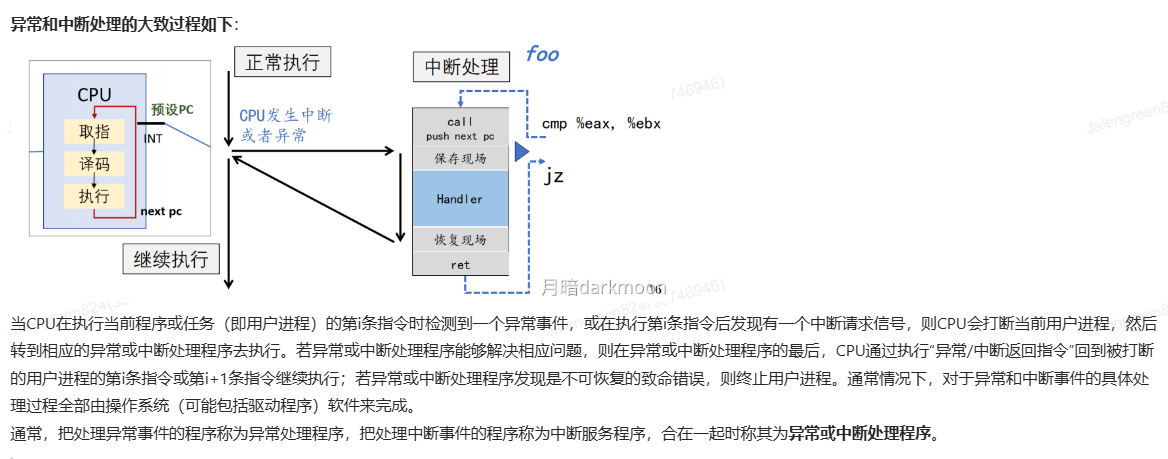 异常和中断处理的大致过程如下：
正常执行
中断处理
foo
CPU
预设PC
取指
INT
译码
执行
next pc
CPU发生中断
或者异常
call
push next pc
保存现场
Handler
恢复现场
ret
cmp %eax, %ebx
jz
继续执行
月暗darkmoon
96
746946)
Jalengreen8
746946)
当CPU在执行当前程序或任务（即用户进程）的第i条指令时检测到一个异常事件，或在执行第i条指令后发现有一个中断请求信号，则CPU会打断当前用户进程，然后
转到相应的异常或中断处理程序去执行。若异常或中断处理程序能够解决相应问题，则在异常或中断处理程序的最后，CPU通过执行“异常/中断返回指令”回到被打断
的用户进程的第i条指令或第i+1条指令继续执行；若异常或中断处理程序发现是不可恢复的致命错误，则终止用户进程。通常情况下，对于异常和中断事件的具体处
理过程全部由操作系统（可能包括驱动程序）软件来完成。
通常，把处理异常事件的程序称为异常处理程序，把处理中断事件的程序称为中断服务程序，合在一起时称其为异常或中断处理程序。